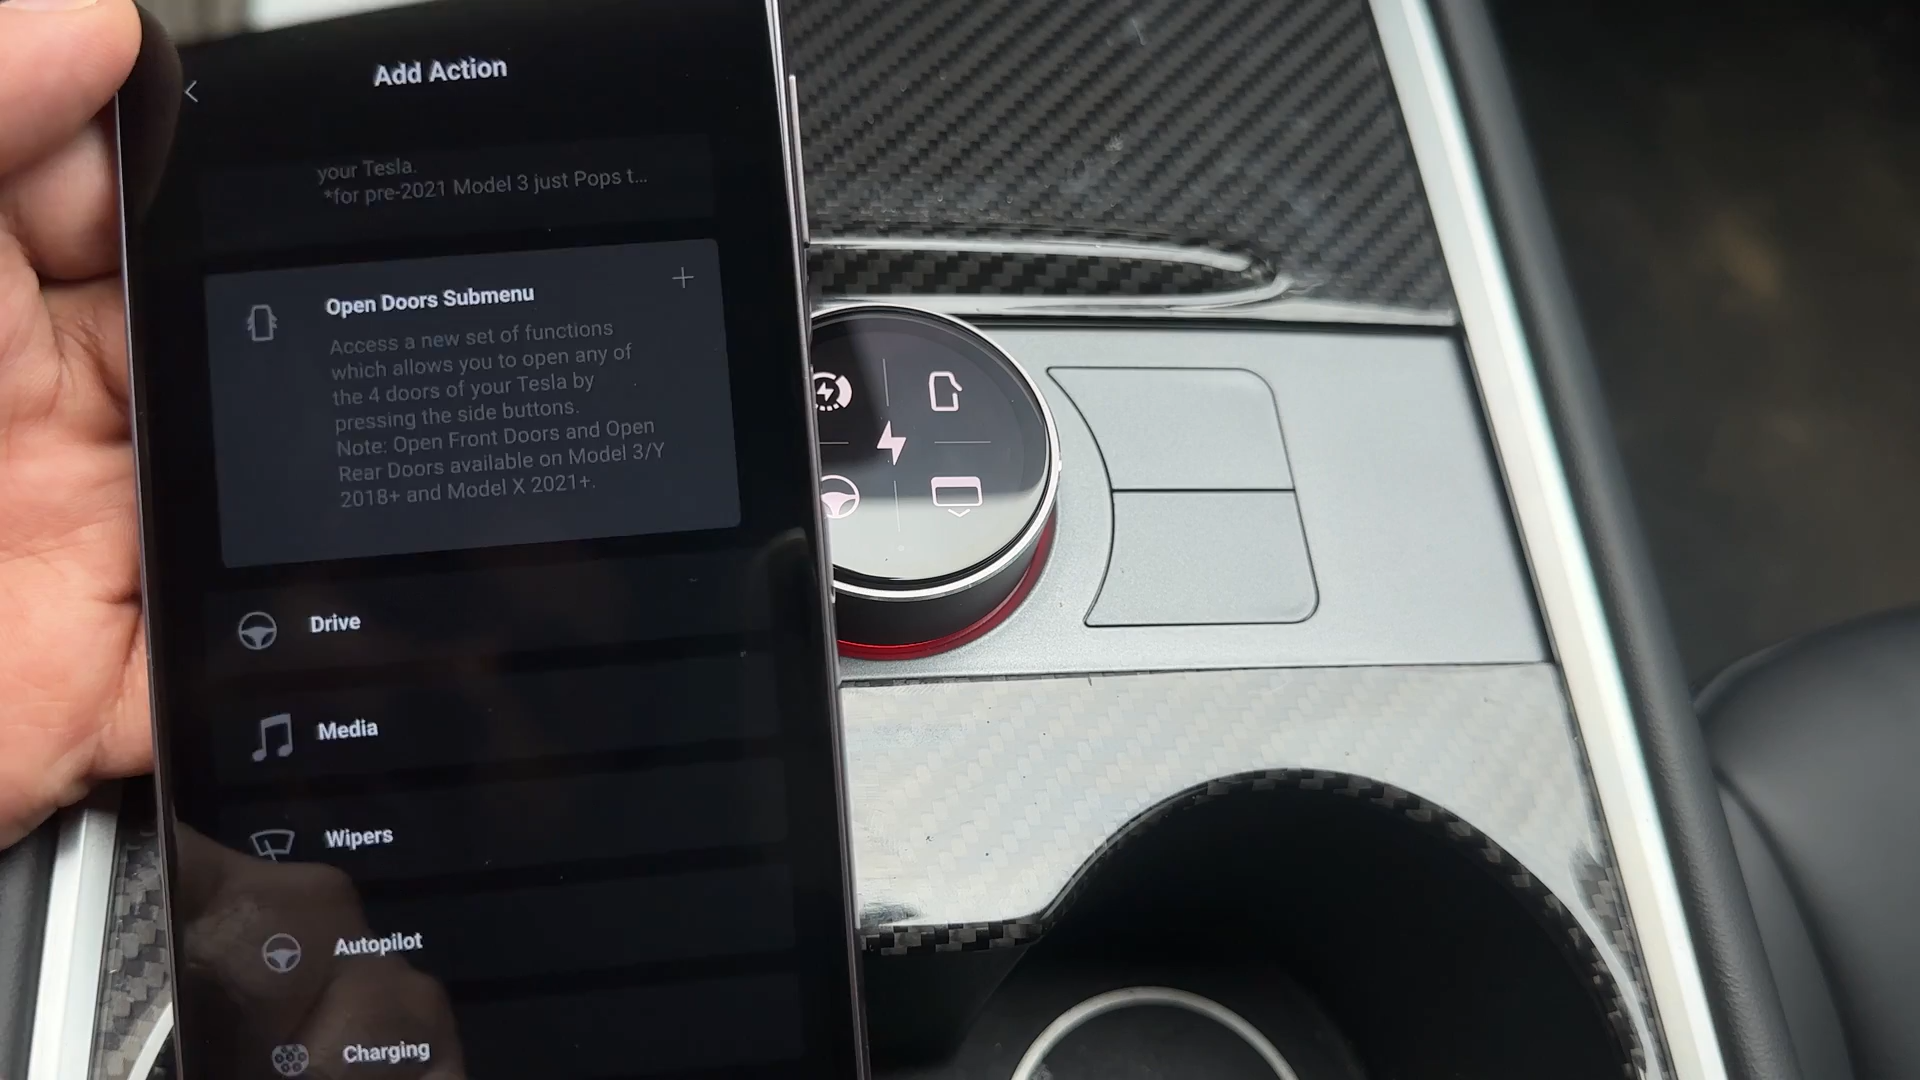 Add Action
your Tesla.
*for pre-2021 Model 3 just Pops t...
Open Doors Submenu
Access a new set of functions
which allows you to open any of
the 4 doors of your Tesla by
pressing the side buttons.
Note: Open Front Doors and Open
Rear Doors available on Model 3/Y
2018+ and Model X 2021+.
Drive
Media
Wipers
Autopilot
Charging